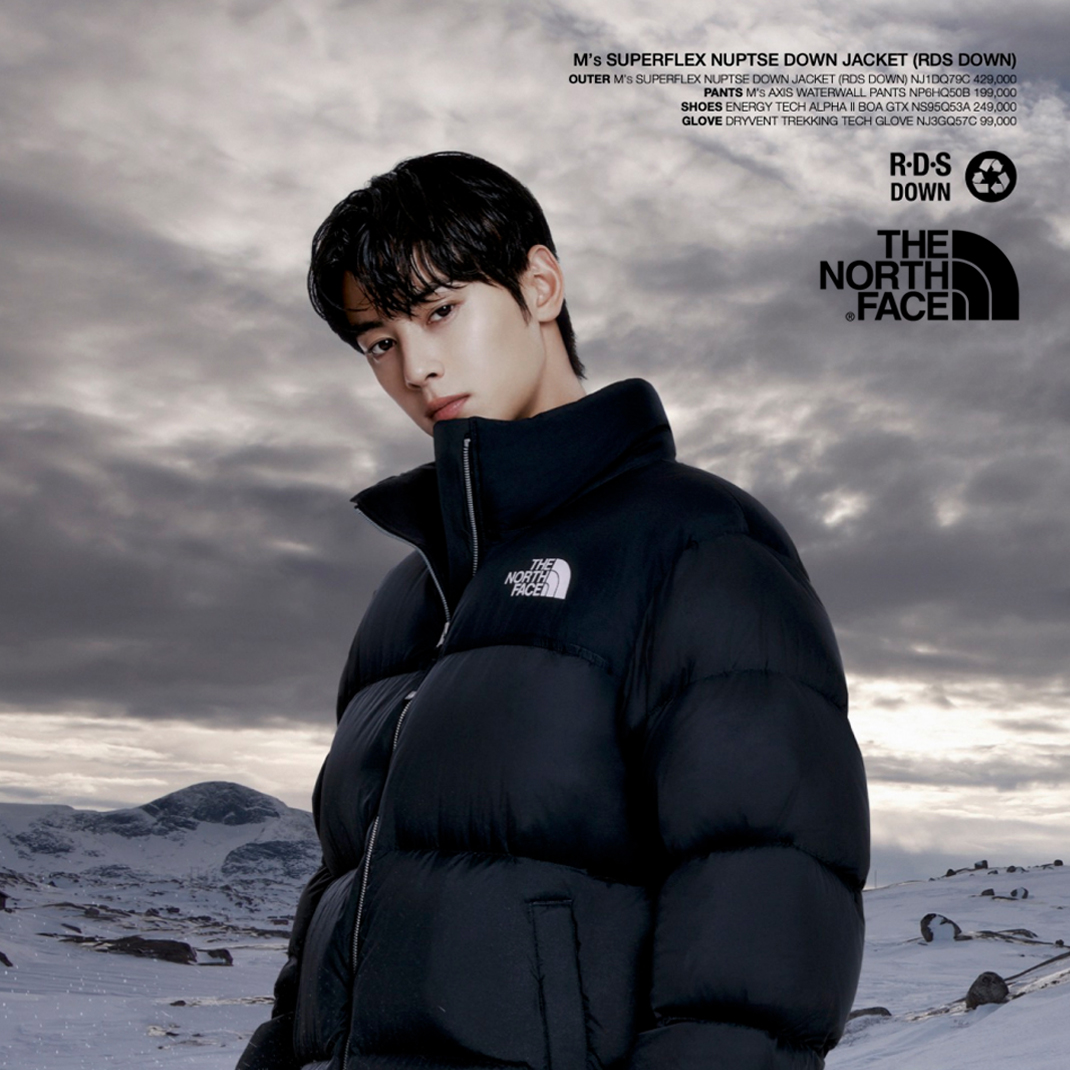 M's SUPERFLEX NUPTSE DOWN JACKET (RDS DOWN)
OUTER M's SUPERFLEX NUPTSE DOWN JACKET (RDS DOWN) NJ1DQ79C 429,000
PANTS M's AXIS WATERWALL PANTS NP6HQ50B 199,000
SHOES ENERGY TECH ALPHA II BOA GTX NS95Q53A 249,000
GLOVE DRYVENT TREKKING TECH GLOVE NJ3GQ57C 99,000
R·D·S
DOWN
THE
NORTH
®FACE
THE
NORTH
FACE